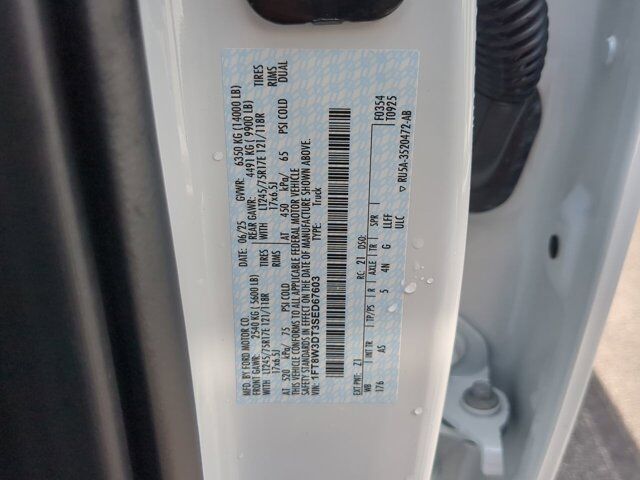 MFD. BY FORD MOTOR CO.
DATE: 06/25 GVWR: 6350 KG (14000 LB)
FRONT GAWR: 2540 KG (5600 LB) REAR GAWR: 4491 KG (9900 LB)
WITH LT245/75R17E 121/118R TIRES WITH LT245/75R17E 121/118R TIRES
17x6.5J RIMS 17x6.5J RIMS
AT 520 kPa/ 75 PSI COLD AT 450 kPa/ 65 PSI COLD DUAL
THIS VEHICLE CONFORMS TO ALL APPLICABLE FEDERAL MOTOR VEHICLE
SAFETY STANDARDS IN EFFECT ON THE DATE OF MANUFACTURE SHOWN ABOVE.
VIN: 1FT8W3DT3SED67603 TYPE: Truck
F0354
T0925
EXT PNT: Z1 RC: 21 DSO:
WB INT TR TP/PS R AXLE TR SPR
176 AS 5 4N G LLEF
ULC
▽ RU5A-3520472-AB